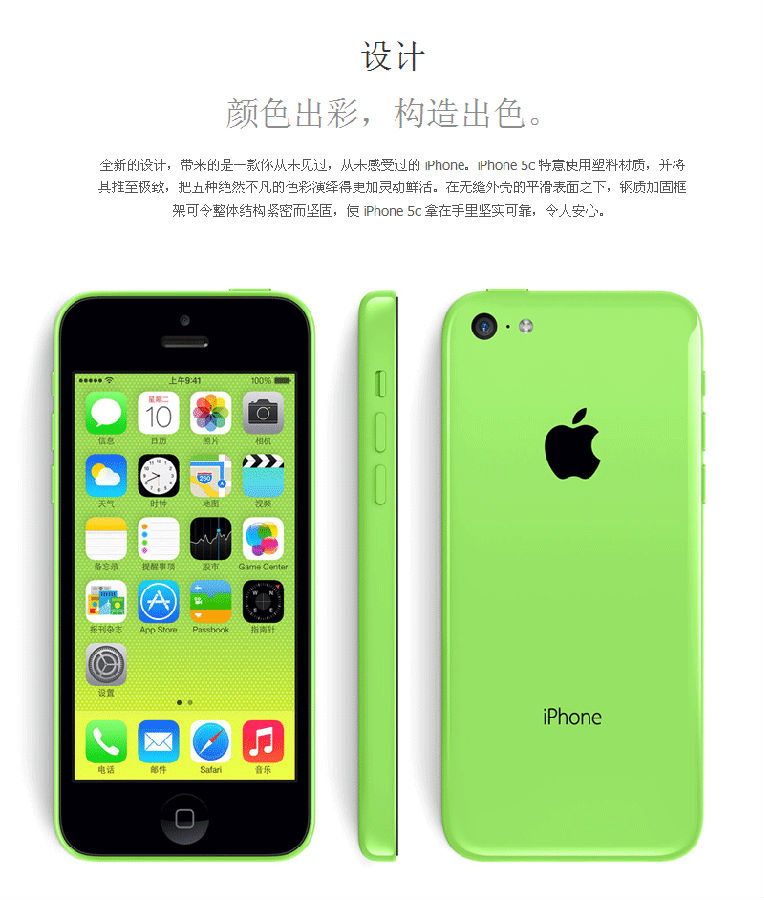 设计
颜色出彩，构造出色。
全新的设计，带来的是一款你从未见过，从未感受过的 iPhone。iPhone 5c 特意使用塑料材质，并将
其推至极致，把五种绝然不凡的色彩演绎得更加灵动鲜活。在无缝外壳的平滑表面之下，钢质加固框
架可令整体结构紧密而坚固，使 iPhone 5c 拿在手里坚实可靠，令人安心。
上午9:41 100%
星期二
10
信息 日历 照片 相机
280
天气 时钟 地图 视频
备忘录 提醒事项 股市 Game Center
N
W E
S
报刊杂志 App Store Passbook 指南针
设置
电话 邮件 Safari 音乐
iPhone